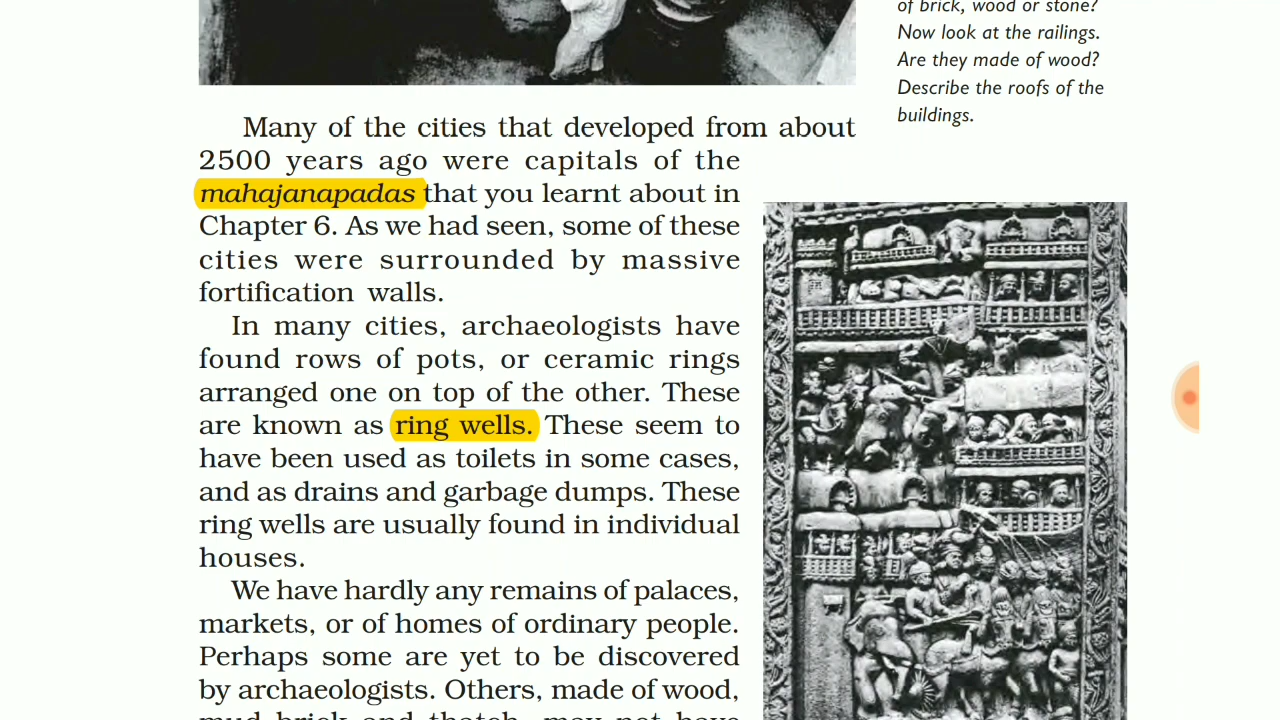 of brick, wood or stone?
Now look at the railings.
Are they made of wood?
Describe the roofs of the
buildings.
Many of the cities that developed from about
2500 years ago were capitals of the
mahajanapadas that you learnt about in
Chapter 6. As we had seen, some of these
cities were surrounded by massive
fortification walls.
In many cities, archaeologists have
found rows of pots, or ceramic rings
arranged one on top of the other. These
are known as ring wells. These seem to
have been used as toilets in some cases,
and as drains and garbage dumps. These
ring wells are usually found in individual
houses.
We have hardly any remains of palaces,
markets, or of homes of ordinary people.
Perhaps some are yet to be discovered
by archaeologists. Others, made of wood,
mud brick and thatch, may not have